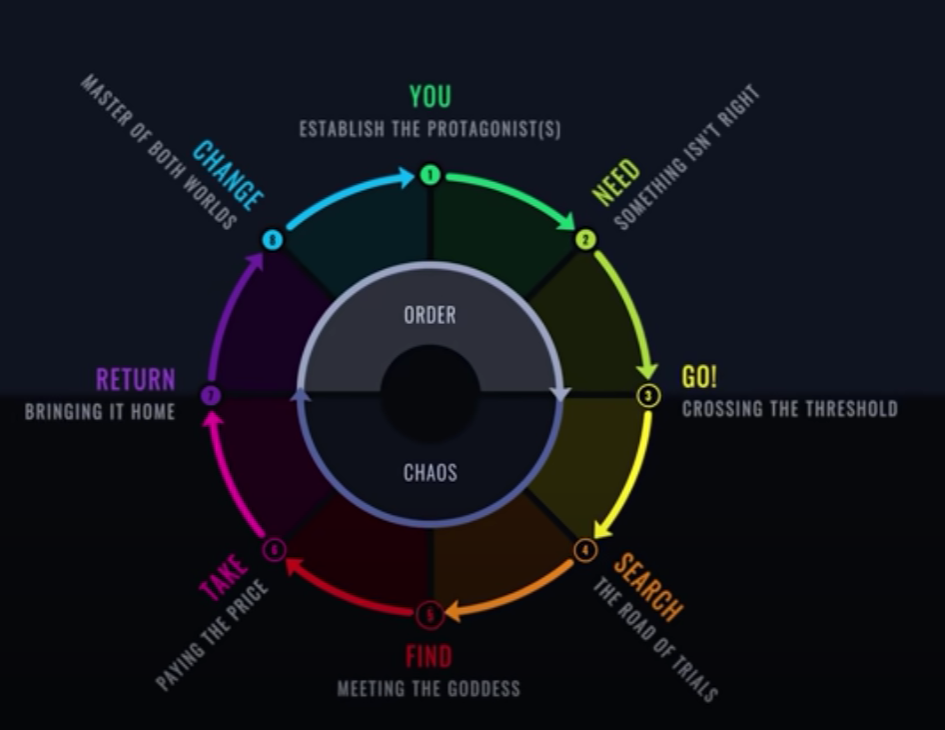 YOU
ESTABLISH THE PROTAGONIST(S)
1
NEED
SOMETHING ISN'T RIGHT
2
GO!
CROSSING THE THRESHOLD
3
SEARCH
THE ROAD OF TRIALS
4
FIND
MEETING THE GODDESS
5
TAKE
PAYING THE PRICE
6
RETURN
BRINGING IT HOME
7
CHANGE
MASTER OF BOTH WORLDS
8
ORDER
CHAOS